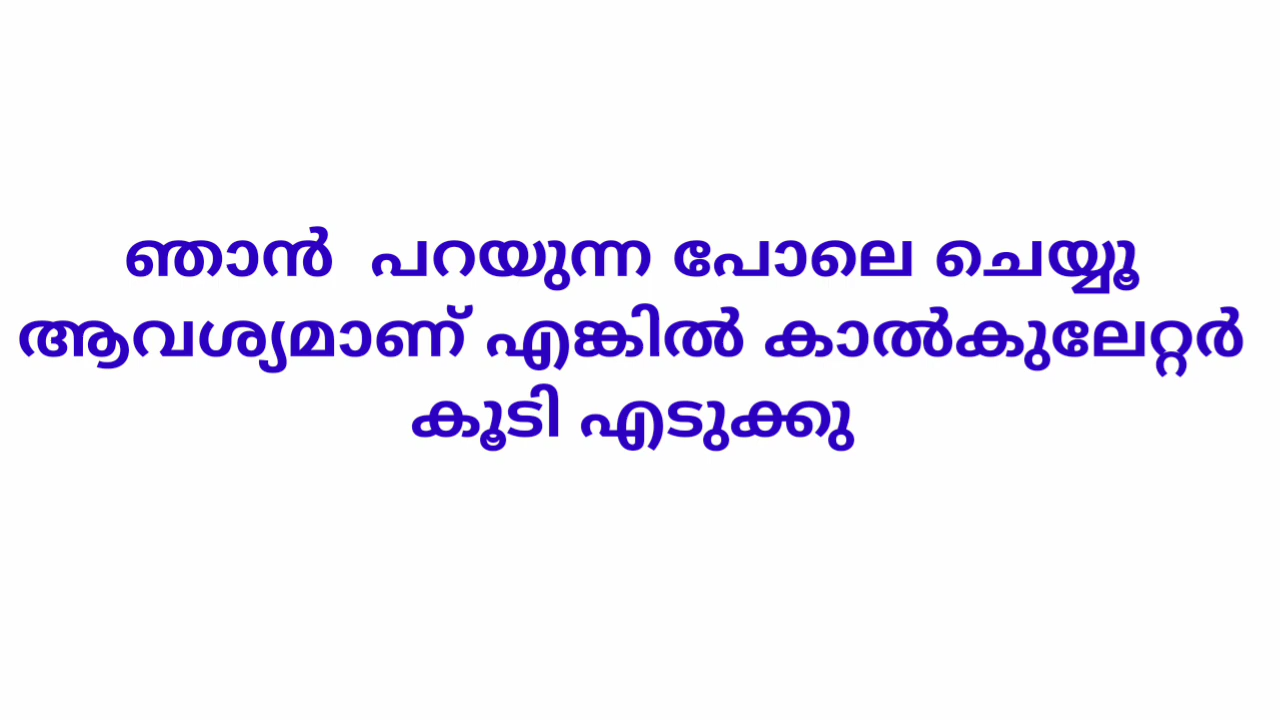 ഞാൻ പറയുന്ന പോലെ ചെയ്യൂ
ആവശ്യമാണ് എങ്കിൽ കാൽകുലേറ്റർ
കൂടി എടുക്കു